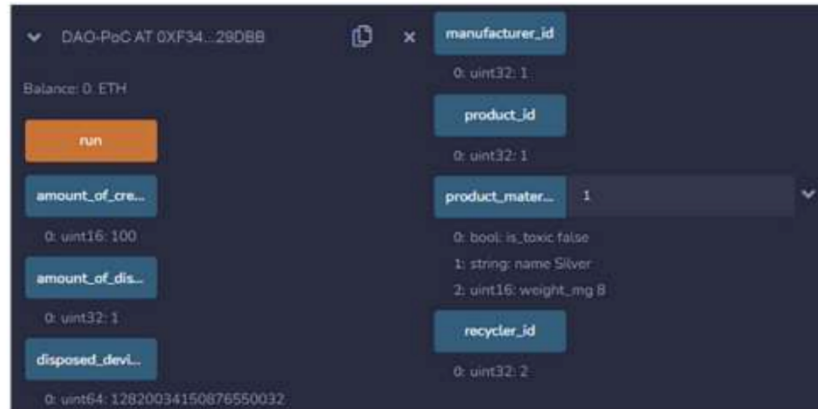 DAO-PoC AT 0XF34...29DBB
Balance: 0. ETH
run
amount_of_cre...
0: uint16: 100
amount_of_dis...
0: uint32: 1
disposed_devi...
0: uint64: 12820034150876550032
manufacturer_id
0: uint32: 1
product_id
0: uint32: 1
product_mater... 1
0: bool: is_toxic false
1: string: name Silver
2: uint16: weight_mg 8
recycler_id
0: uint32: 2